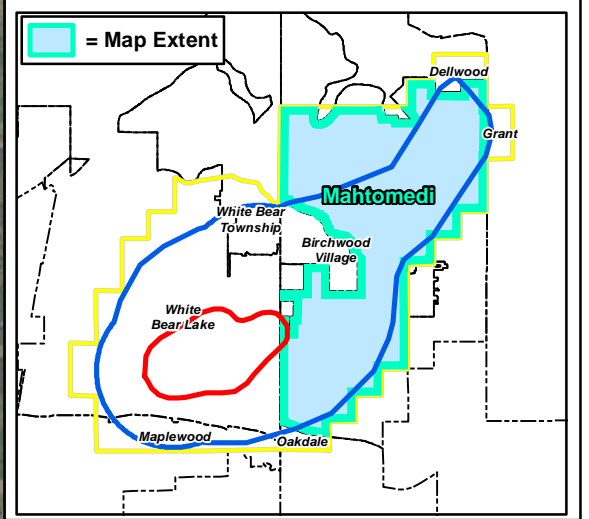 = Map Extent
Dellwood
Grant
Mahtomedi
White Bear
Township
Birchwood
Village
White
Bear Lake
Maplewood
Oakdale